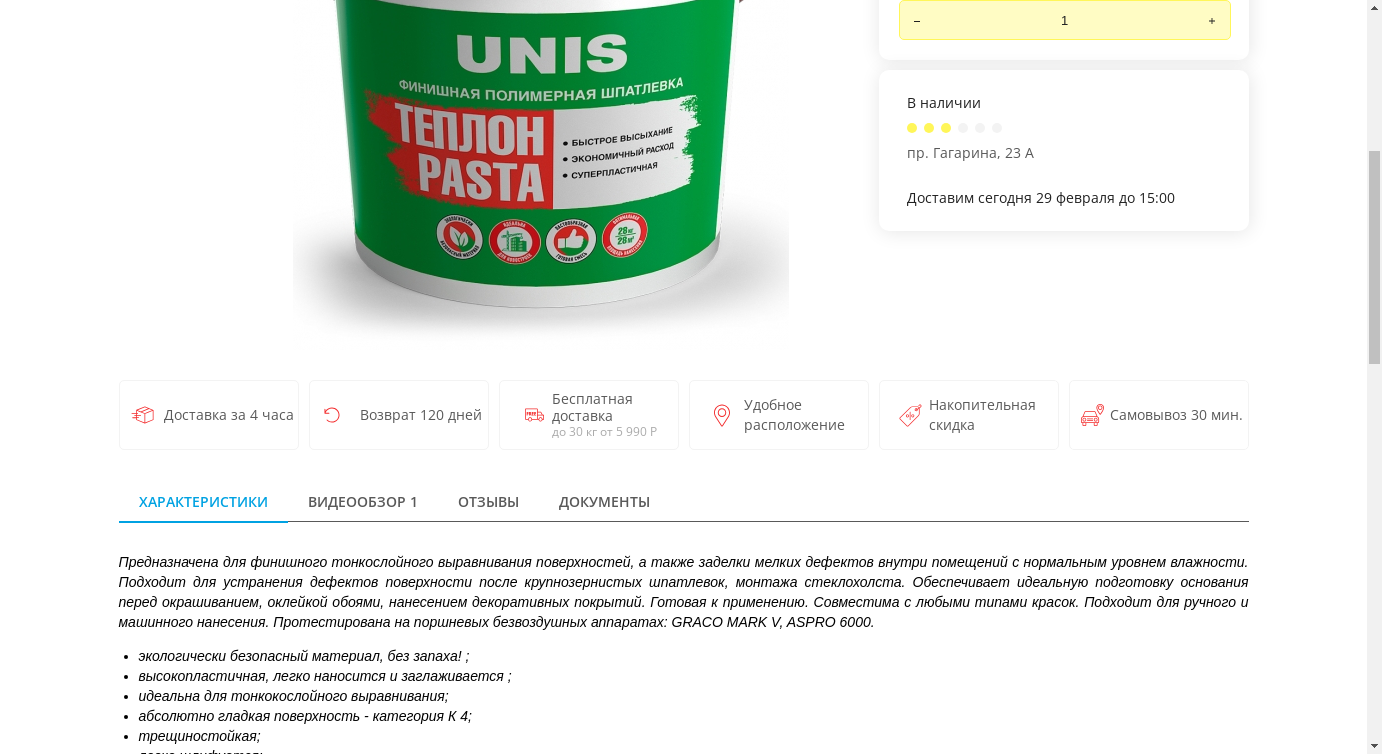 UNIS
ФИНИШНАЯ ПОЛИМЕРНАЯ ШПАТЛЕВКА
ТЕПЛОН
PASTA
• БЫСТРОЕ ВЫСЫХАНИЕ
• ЭКОНОМИЧНЫЙ РАСХОД
• СУПЕРПЛАСТИЧНАЯ
28 кг
28 м²
– 1 +
В наличии
пр. Гагарина, 23 А
Доставим сегодня 29 февраля до 15:00
Доставка за 4 часа
Возврат 120 дней
Бесплатная
доставка
до 30 кг от 5 990 Р
Удобное
расположение
Накопительная
скидка
Самовывоз 30 мин.
ХАРАКТЕРИСТИКИ ВИДЕООБЗОР 1 ОТЗЫВЫ ДОКУМЕНТЫ
Предназначена для финишного тонкослойного выравнивания поверхностей, а также заделки мелких дефектов внутри помещений с нормальным уровнем влажности.
Подходит для устранения дефектов поверхности после крупнозернистых шпатлевок, монтажа стеклохолста. Обеспечивает идеальную подготовку основания
перед окрашиванием, оклейкой обоями, нанесением декоративных покрытий. Готовая к применению. Совместима с любыми типами красок. Подходит для ручного и
машинного нанесения. Протестирована на поршневых безвоздушных аппаратах: GRACO MARK V, ASPRO 6000.
• экологически безопасный материал, без запаха! ;
• высокопластичная, легко наносится и заглаживается ;
• идеальна для тонкокослойного выравнивания;
• абсолютно гладкая поверхность - категория К 4;
• трещиностойкая;